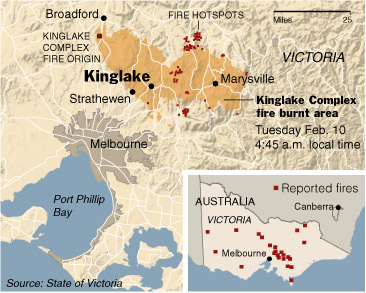 Broadford
FIRE HOTSPOTS
Miles
25
KINGLAKE
COMPLEX
FIRE ORIGIN
VICTORIA
Kinglake
Marysville
Strathewen
Kinglake Complex
fire burnt area
Tuesday Feb. 10
4:45 a.m. local time
Melbourne
Port Phillip
Bay
Reported fires
AUSTRALIA
VICTORIA
Canberra
Melbourne
Source: State of Victoria